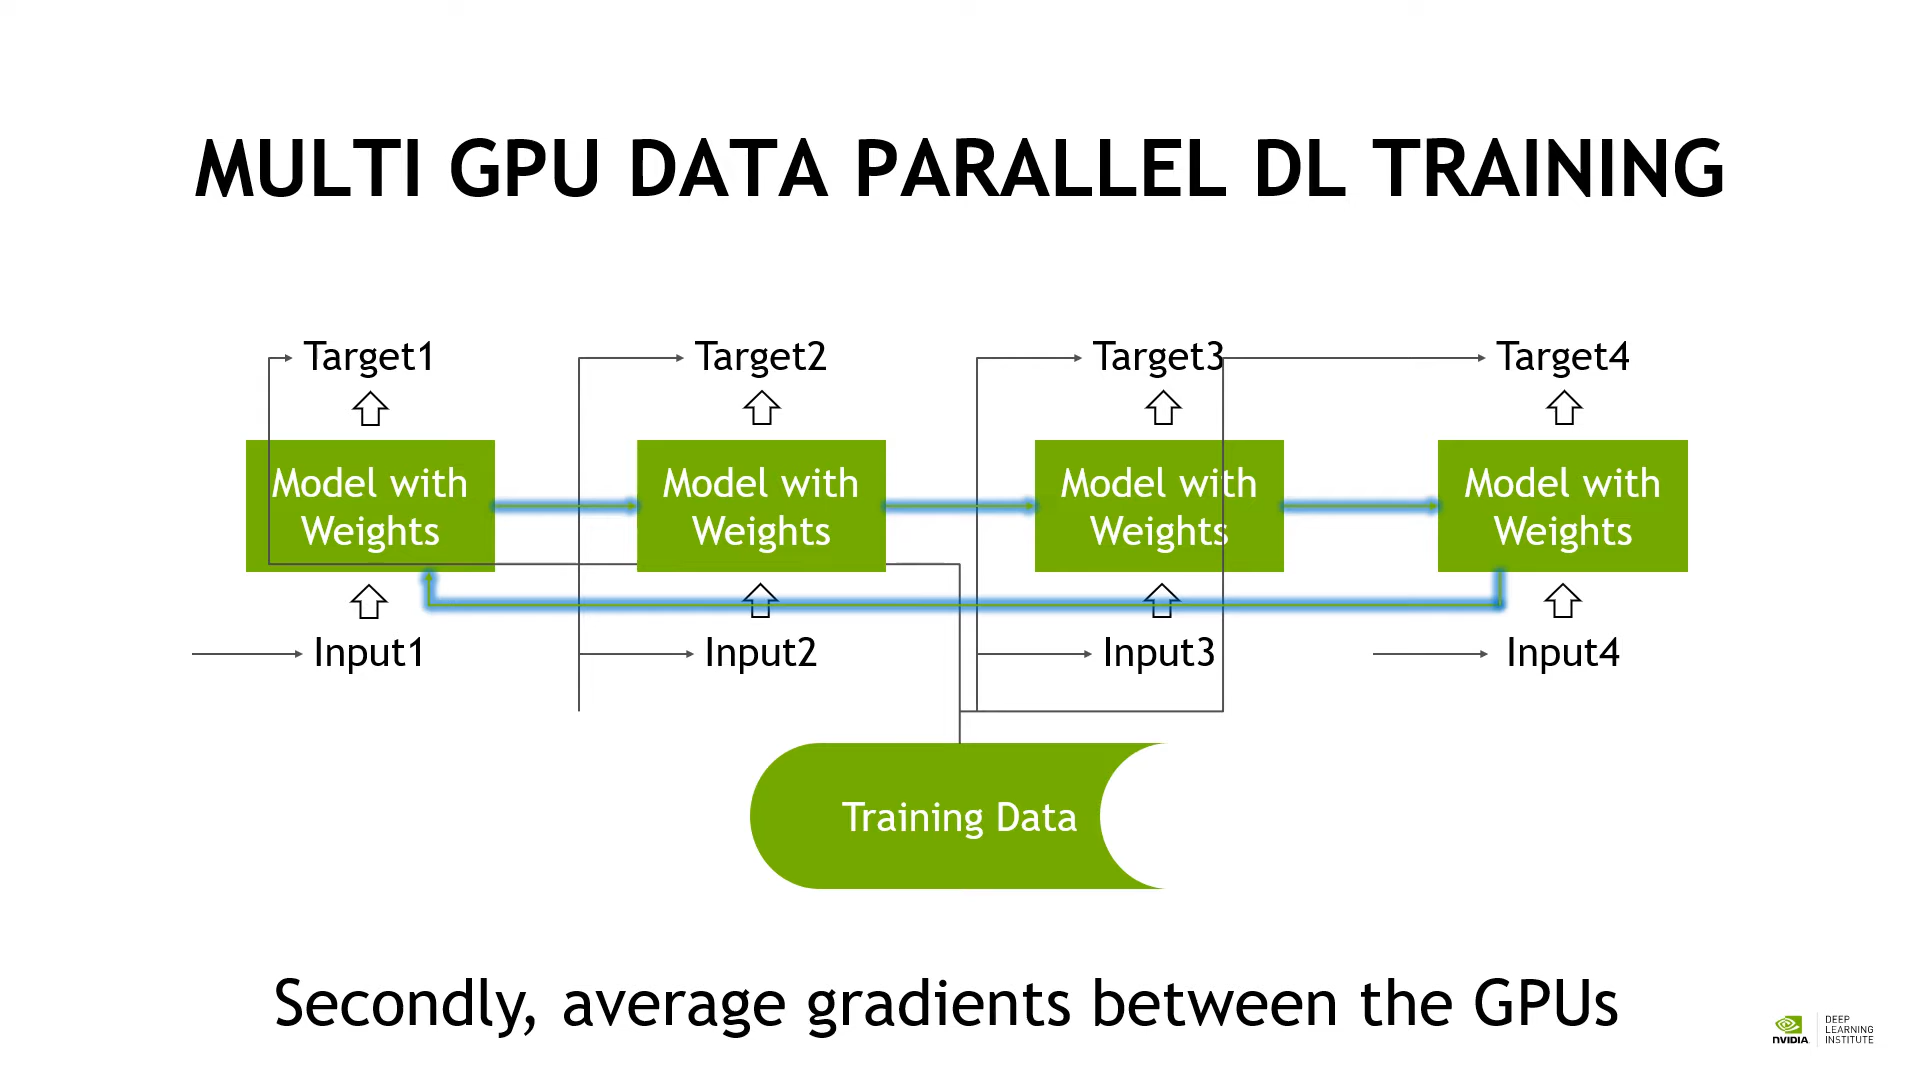 MULTI GPU DATA PARALLEL DL TRAINING
Target1
Target2
Target3
Target4
Model with
Weights
Model with
Weights
Model with
Weights
Model with
Weights
Input1
Input2
Input3
Input4
Training Data
Secondly, average gradients between the GPUs
NVIDIA
DEEP
LEARNING
INSTITUTE